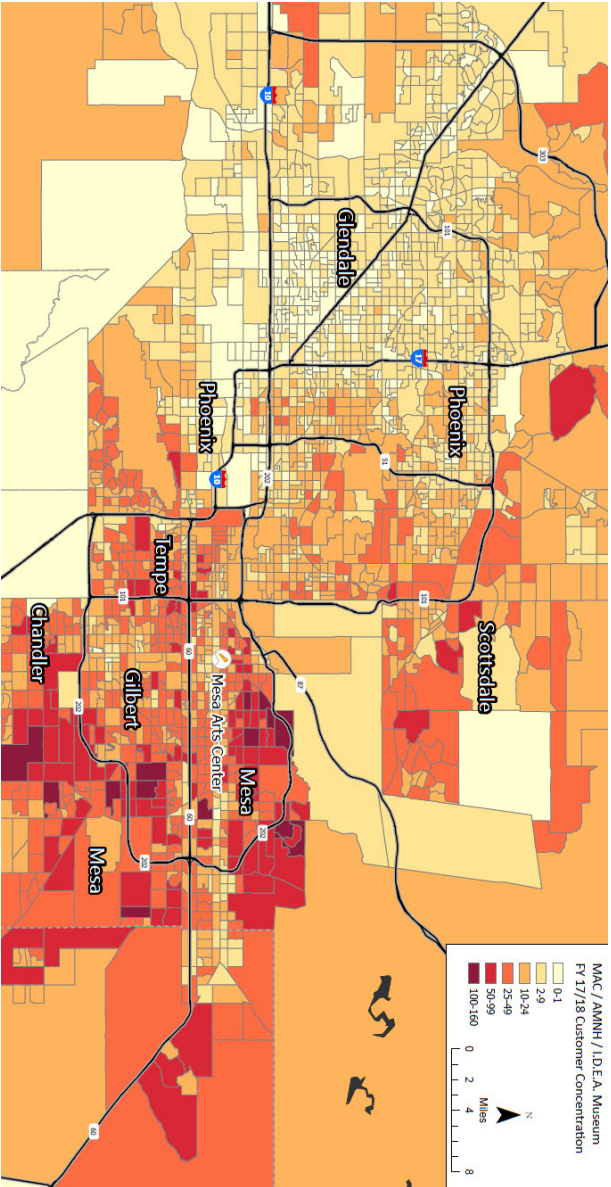 MAC / AMNH / I.D.E.A. Museum
FY 17/18 Customer Concentration
0-1
2-9
10-24
25-49
50-99
100-160
N
Miles
0 2 4 8
303
Scottsdale
Phoenix
101
101
17
51
Glendale
87
10
202
202
Mesa
10
Mesa Arts Center
Phoenix
60
60
Tempe
202
Gilbert
101
Mesa
60
202
Chandler